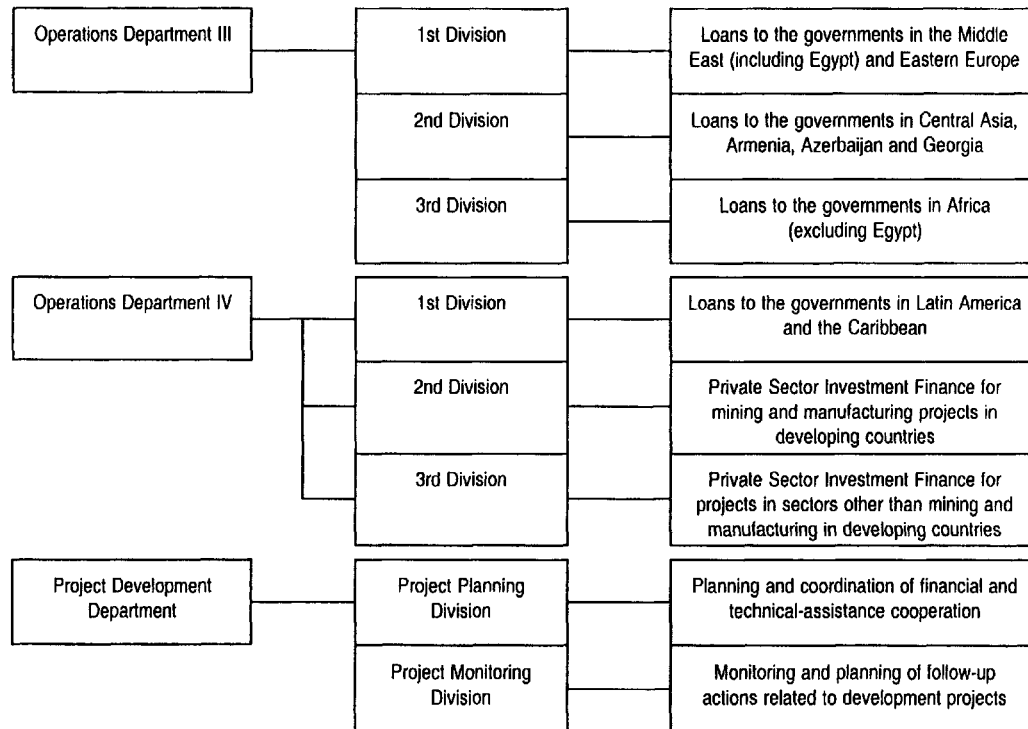 Operations Department III
1st Division
Loans to the governments in the Middle
East (including Egypt) and Eastern Europe
2nd Division
Loans to the governments in Central Asia,
Armenia, Azerbaijan and Georgia
3rd Division
Loans to the governments in Africa
(excluding Egypt)
Operations Department IV
1st Division
Loans to the governments in Latin America
and the Caribbean
2nd Division
Private Sector Investment Finance for
mining and manufacturing projects in
developing countries
3rd Division
Private Sector Investment Finance for
projects in sectors other than mining and
manufacturing in developing countries
Project Development
Department
Project Planning
Division
Planning and coordination of financial and
technical-assistance cooperation
Project Monitoring
Division
Monitoring and planning of follow-up
actions related to development projects